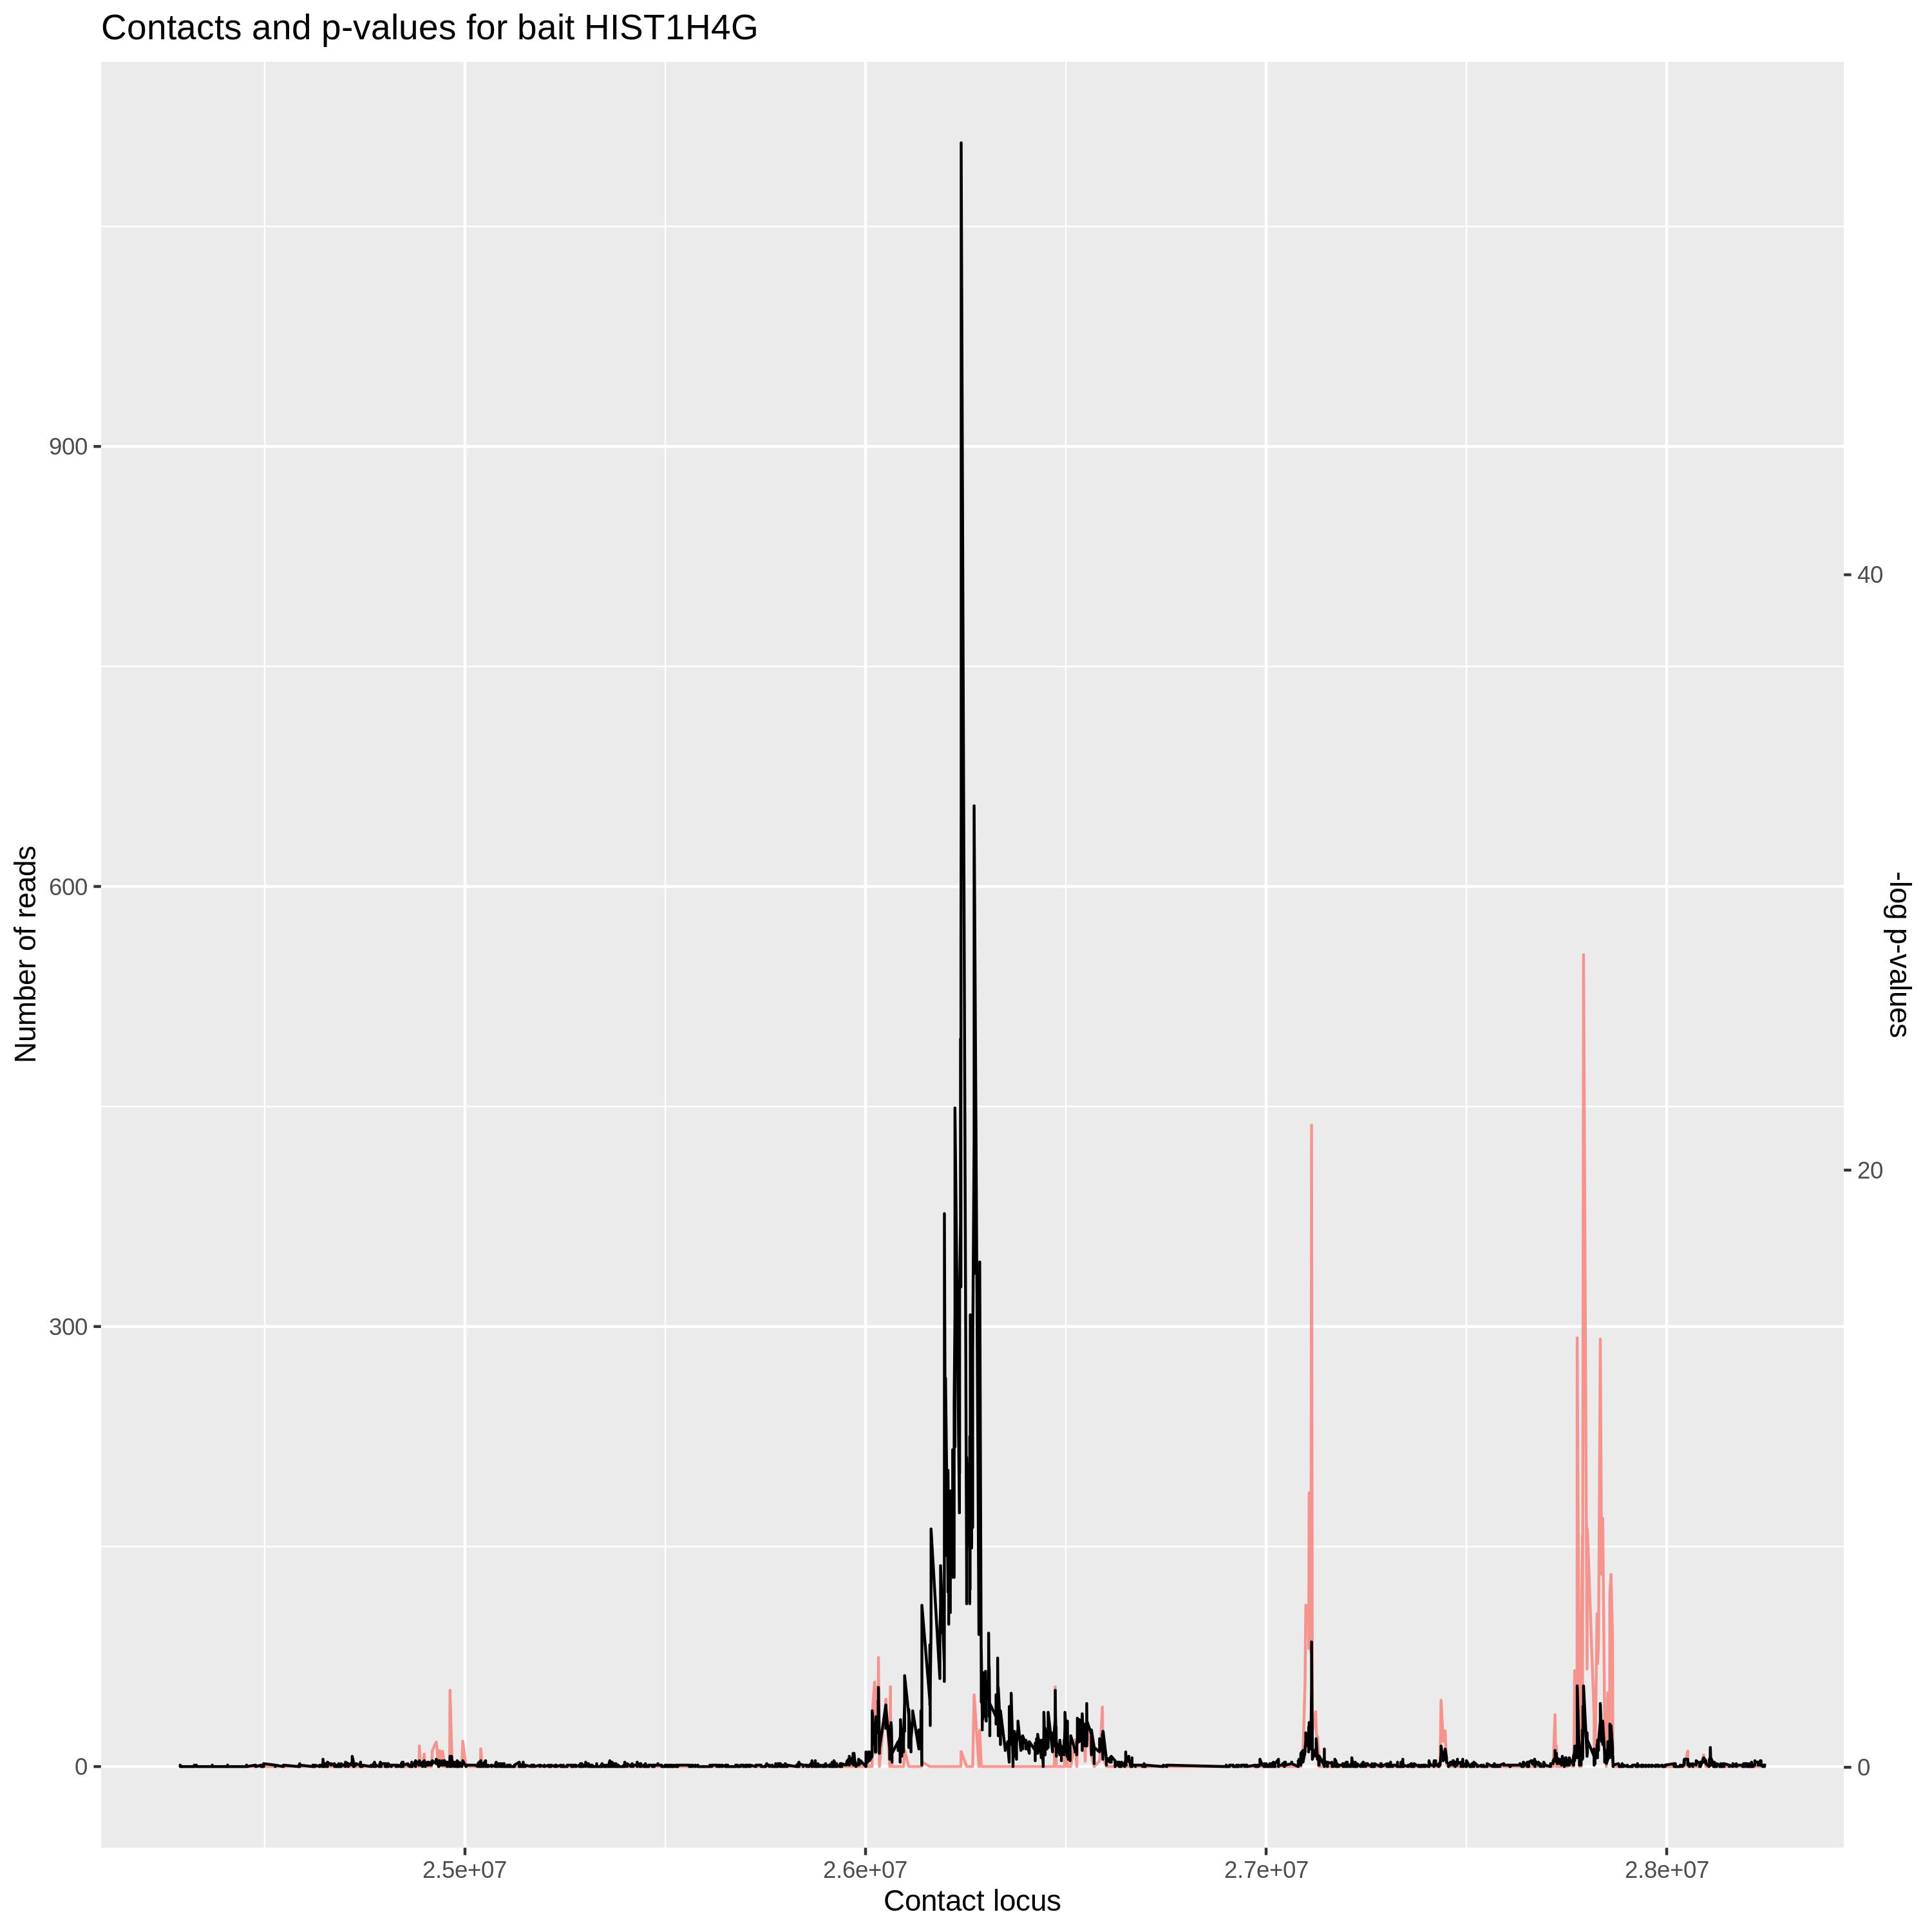 Contacts and p-values for bait HIST1H4G
900
600
300
0
Number of reads
40
20
0
-log p-values
2.5e+07
2.6e+07
2.7e+07
2.8e+07
Contact locus